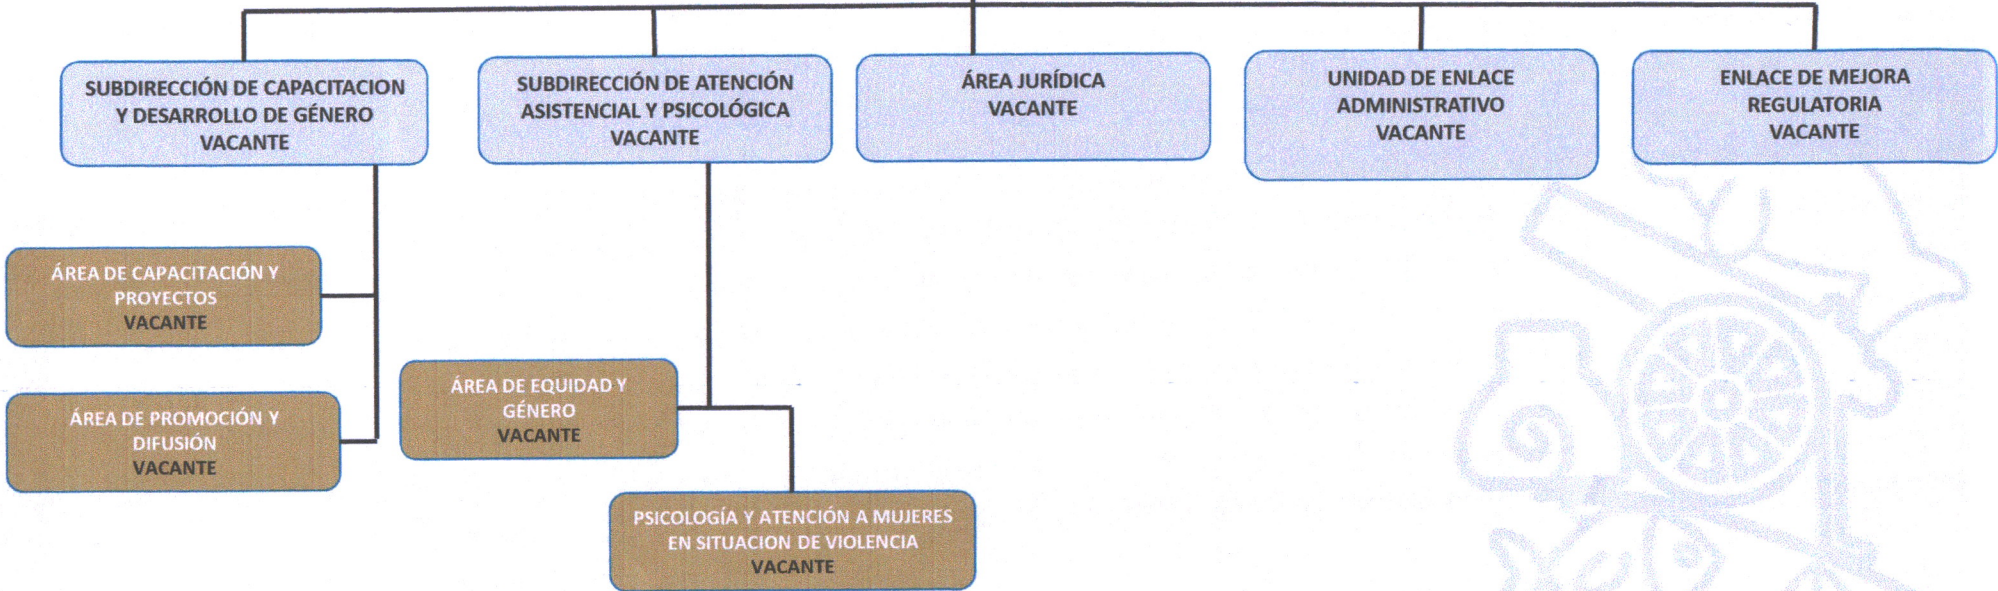 SUBDIRECCIÓN DE CAPACITACION
Y DESARROLLO DE GÉNERO
VACANTE
SUBDIRECCIÓN DE ATENCIÓN
ASISTENCIAL Y PSICOLÓGICA
VACANTE
ÁREA JURÍDICA
VACANTE
UNIDAD DE ENLACE
ADMINISTRATIVO
VACANTE
ENLACE DE MEJORA
REGULATORIA
VACANTE
ÁREA DE CAPACITACIÓN Y
PROYECTOS
VACANTE
ÁREA DE PROMOCIÓN Y
DIFUSIÓN
VACANTE
ÁREA DE EQUIDAD Y
GÉNERO
VACANTE
PSICOLOGÍA Y ATENCIÓN A MUJERES
EN SITUACION DE VIOLENCIA
VACANTE